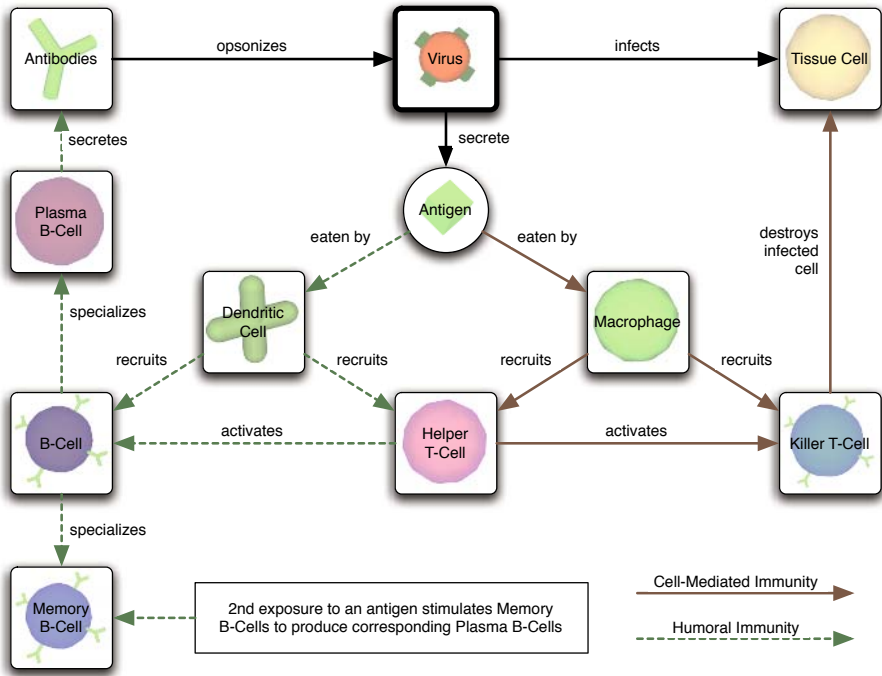 Antibodies
opsonizes
Virus
infects
Tissue Cell
secretes
secrete
Plasma
B-Cell
Antigen
eaten by
eaten by
destroys
infected
cell
specializes
Dendritic
Cell
Macrophage
recruits
recruits
recruits
recruits
B-Cell
activates
Helper
T-Cell
activates
Killer T-Cell
specializes
Memory
B-Cell
2nd exposure to an antigen stimulates Memory
B-Cells to produce corresponding Plasma B-Cells
Cell-Mediated Immunity
Humoral Immunity